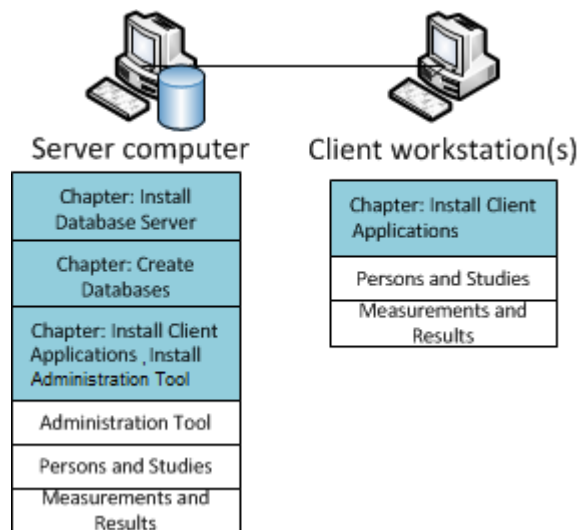 Server computer
Chapter: Install
Database Server
Chapter: Create
Databases
Chapter: Install Client
Applications , Install
Administration Tool
Administration Tool
Persons and Studies
Measurements and
Results
Client workstation(s)
Chapter: Install Client
Applications
Persons and Studies
Measurements and
Results